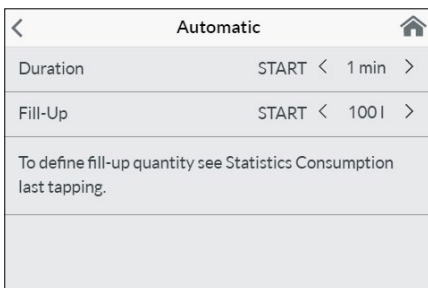 Automatic
Duration START < 1 min >
Fill-Up START < 100 l >
To define fill-up quantity see Statistics Consumption
last tapping.